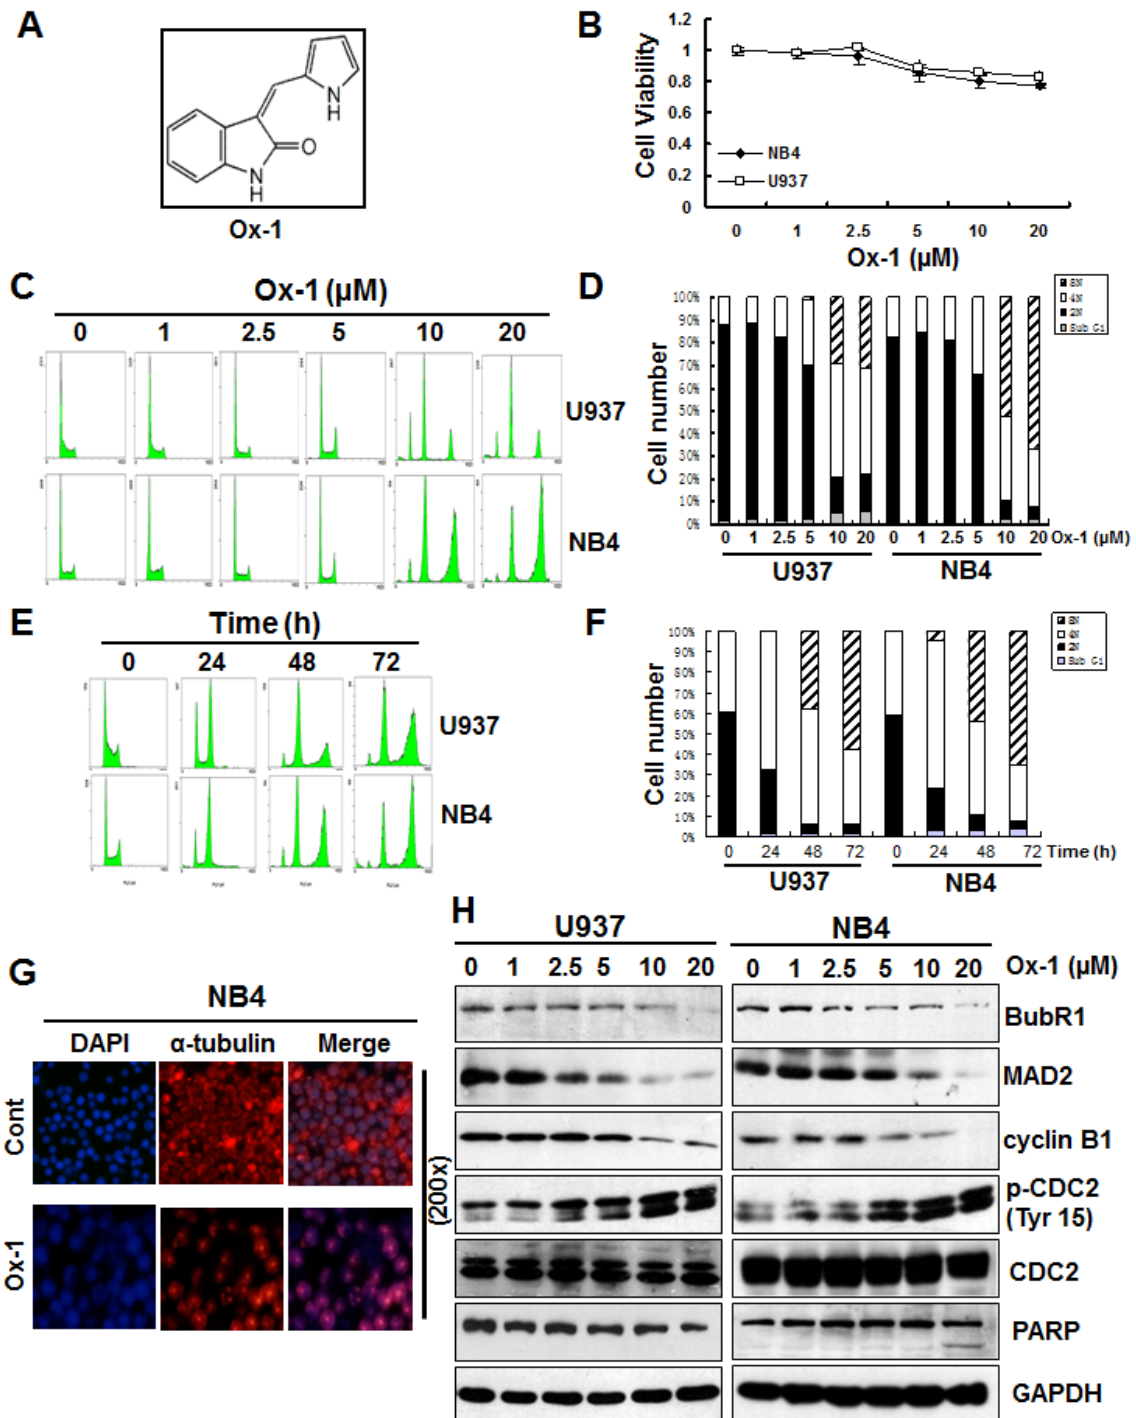 A
N
H
O
N
H
Ox-1
B
Cell Viability
1.2
1
0.8
0.6
0.4
0.2
0
NB4
U937
0 1 2.5 5 10 20
Ox-1 (µM)
C
Ox-1 (µM)
0 1 2.5 5 10 20
U937
NB4
D
8N
4N
2N
Sub G1
Cell number
100%
90%
80%
70%
60%
50%
40%
30%
20%
10%
0%
0 1 2.5 5 10 20 0 1 2.5 5 10 20 Ox-1 (µM)
U937 NB4
E
Time (h)
0 24 48 72
U937
NB4
F
8N
4N
2N
Sub G1
Cell number
100%
90%
80%
70%
60%
50%
40%
30%
20%
10%
0%
0 24 48 72 0 24 48 72 Time (h)
U937 NB4
G
NB4
DAPI α-tubulin Merge
Cont
Ox-1
(200x)
H
U937 NB4
0 1 2.5 5 10 20 0 1 2.5 5 10 20 Ox-1 (µM)
BubR1
MAD2
cyclin B1
p-CDC2
(Tyr 15)
CDC2
PARP
GAPDH